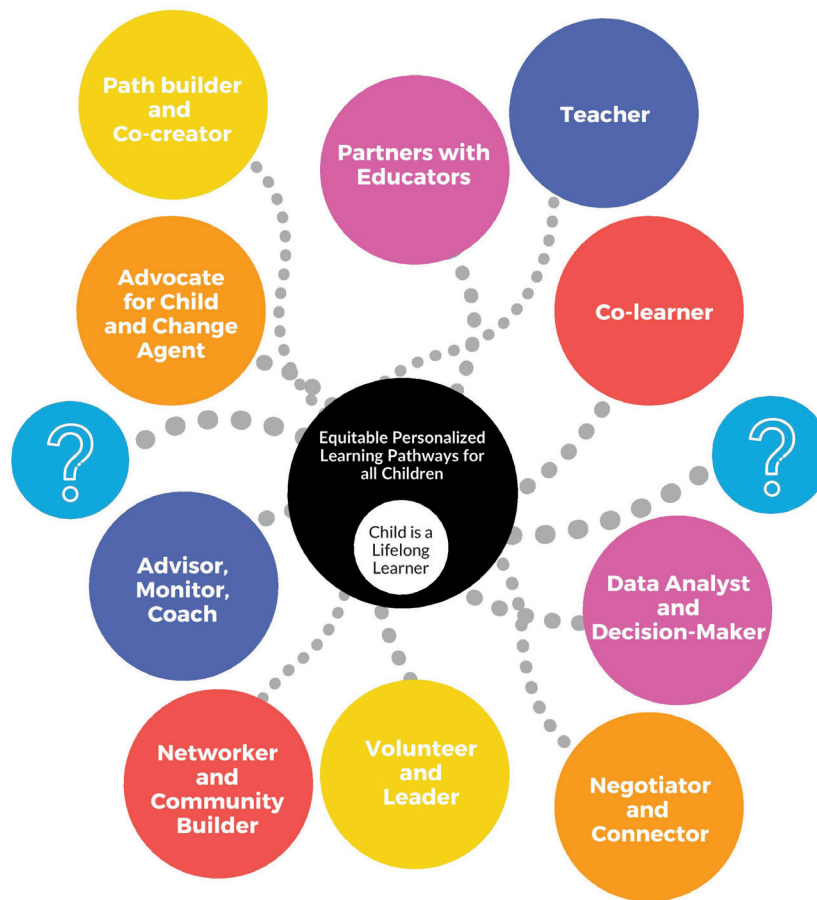 Path builder
and
Co-creator
Partners with
Educators
Teacher
Advocate
for Child
and Change
Agent
Co-learner
?
Equitable Personalized
Learning Pathways for
all Children
Child is a
Lifelong
Learner
?
Advisor,
Monitor,
Coach
Data Analyst
and
Decision-Maker
Networker
and
Community
Builder
Volunteer
and
Leader
Negotiator
and
Connector